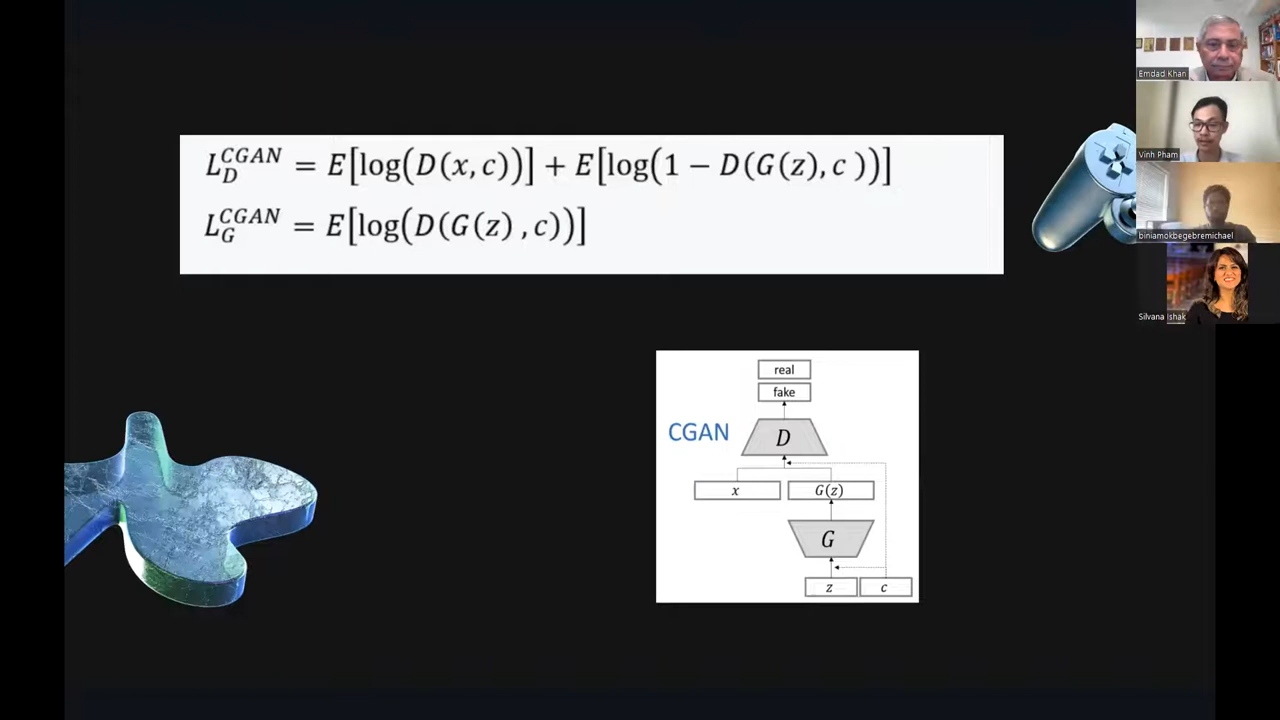 L_D^{CGAN} = E[log(D(x, c))] + E[log(1 − D(G(z), c ))]
L_G^{CGAN} = E[log(D(G(z) , c))]
real
fake
CGAN
D
x
G(z)
G
z
c
Emdad Khan
Vinh Pham
biniamokbegebremichael
Silvana Ishak